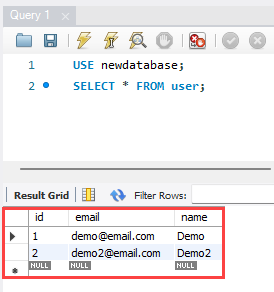 Query 1
1 USE newdatabase;
2 SELECT * FROM user;
Result Grid Filter Rows:
id email name
1 demo@email.com Demo
2 demo2@email.com Demo2
NULL NULL NULL